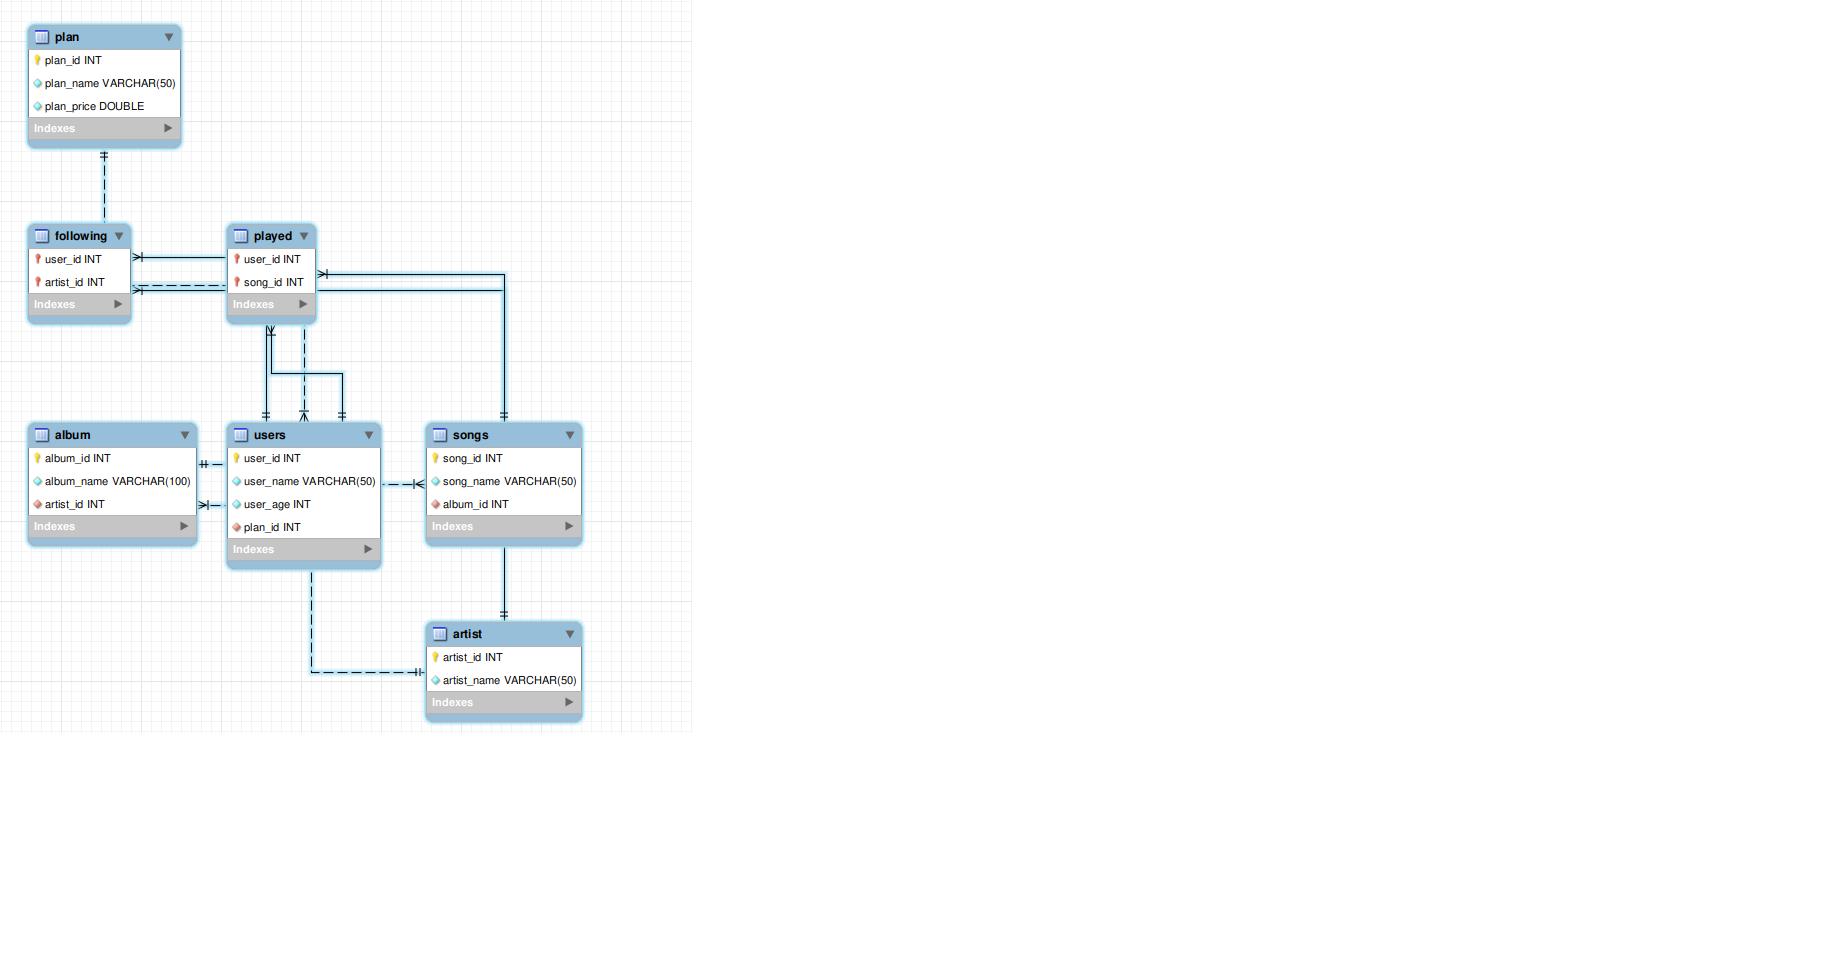 plan
plan_id INT
plan_name VARCHAR(50)
plan_price DOUBLE
Indexes
following
user_id INT
artist_id INT
Indexes
played
user_id INT
song_id INT
Indexes
album
album_id INT
album_name VARCHAR(100)
artist_id INT
Indexes
users
user_id INT
user_name VARCHAR(50)
user_age INT
plan_id INT
Indexes
songs
song_id INT
song_name VARCHAR(50)
album_id INT
Indexes
artist
artist_id INT
artist_name VARCHAR(50)
Indexes